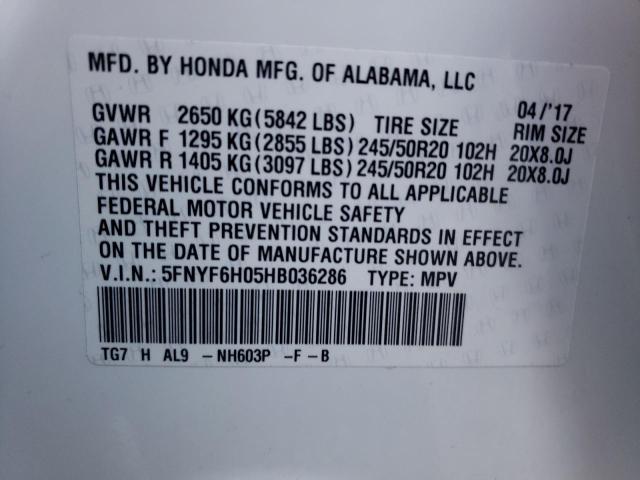 MFD. BY HONDA MFG. OF ALABAMA, LLC
04/'17
GVWR 2650 KG(5842 LBS) TIRE SIZE RIM SIZE
GAWR F 1295 KG(2855 LBS) 245/50R20 102H 20X8.0J
GAWR R 1405 KG(3097 LBS) 245/50R20 102H 20X8.0J
THIS VEHICLE CONFORMS TO ALL APPLICABLE
FEDERAL MOTOR VEHICLE SAFETY
AND THEFT PREVENTION STANDARDS IN EFFECT
ON THE DATE OF MANUFACTURE SHOWN ABOVE.
V.I.N.: 5FNYF6H05HB036286 TYPE: MPV
TG7 H AL9 -NH603P -F-B